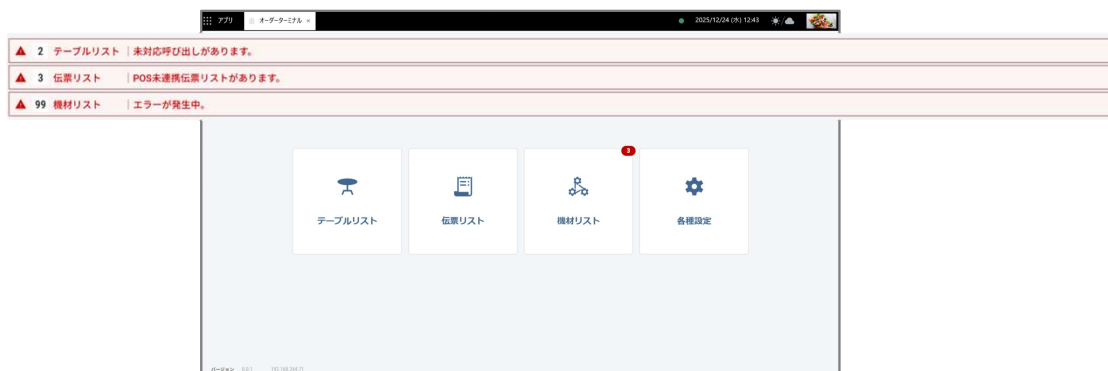 アプリ オーダーターミナル × 2025/12/24 (水) 12:43
2 テーブルリスト | 未対応呼び出しがあります。
3 伝票リスト | POS未連携伝票リストがあります。
99 機材リスト | エラーが発生中。
3
テーブルリスト 伝票リスト 機材リスト 各種設定
バージョン